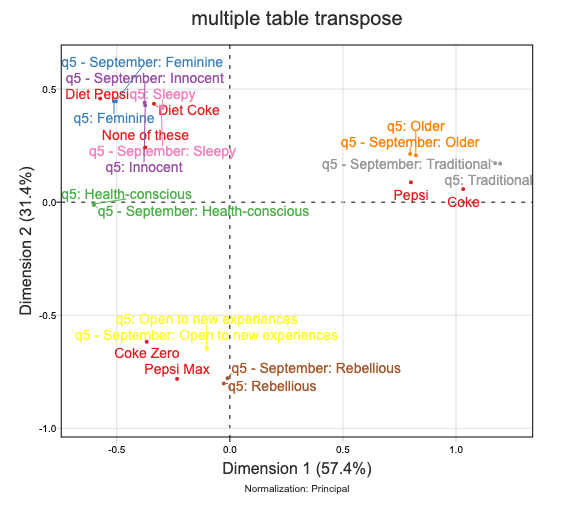 multiple table transpose
q5 - September: Feminine
q5 - September: Innocent
Diet Pepsi
q5: Sleepy
Diet Coke
q5: Feminine
q5: Older
None of these
q5 - September: Older
q5 - September: Sleepy
q5 - September: Traditional
q5: Innocent
q5: Traditional
q5: Health-conscious
Pepsi
Coke
q5 - September: Health-conscious
q5: Open to new experiences
q5 - September: Open to new experiences
Coke Zero
Pepsi Max
q5 - September: Rebellious
q5: Rebellious
0.5
0.0
-0.5
-1.0
Dimension 2 (31.4%)
-0.5 0.0 0.5 1.0
Dimension 1 (57.4%)
Normalization: Principal